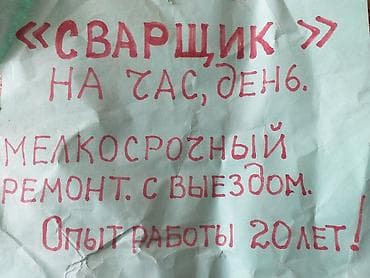 «СВАРЩИК»
НА ЧАС, ДЕНЬ.
МЕЛКОСРОЧНЫЙ
РЕМОНТ. С ВЫЕЗДОМ.
ОПЫТ РАБОТЫ 20 ЛЕТ!